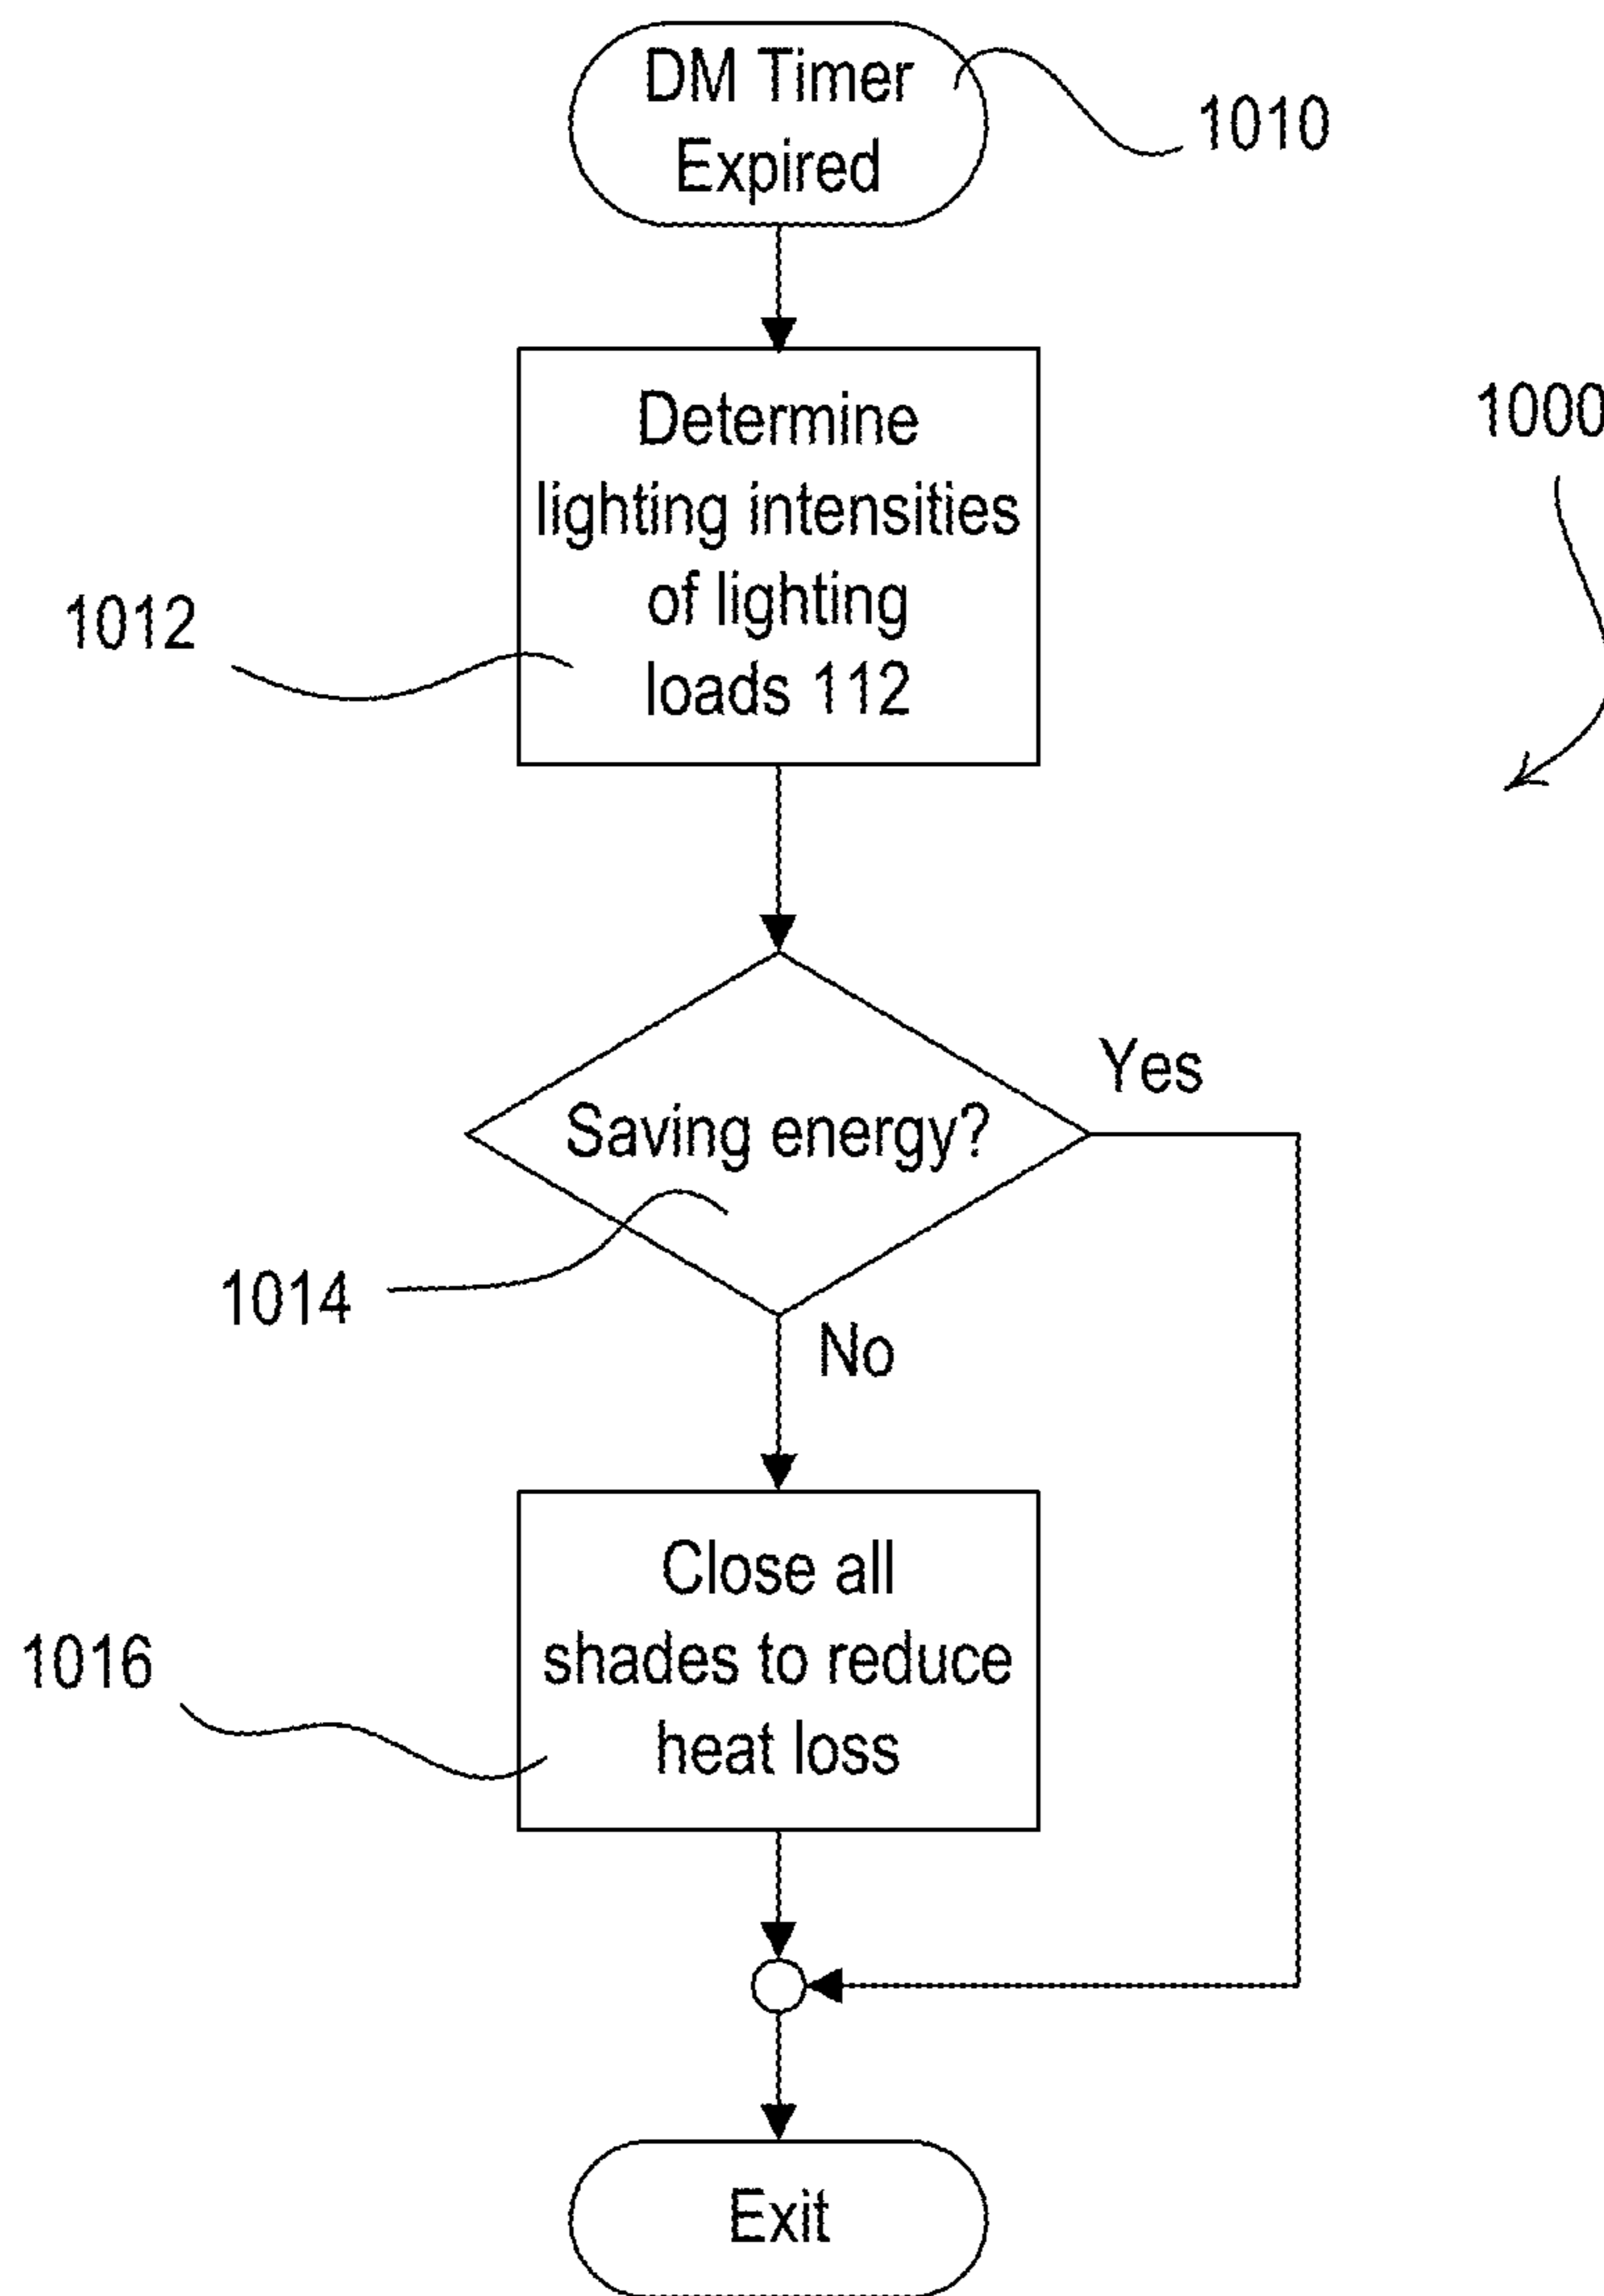 DM Timer
Expired
1010
Determine
lighting intensities
of lighting
loads 112
1000
1012
Yes
Saving energy?
1014
No
Close all
shades to reduce
heat loss
1016
Exit